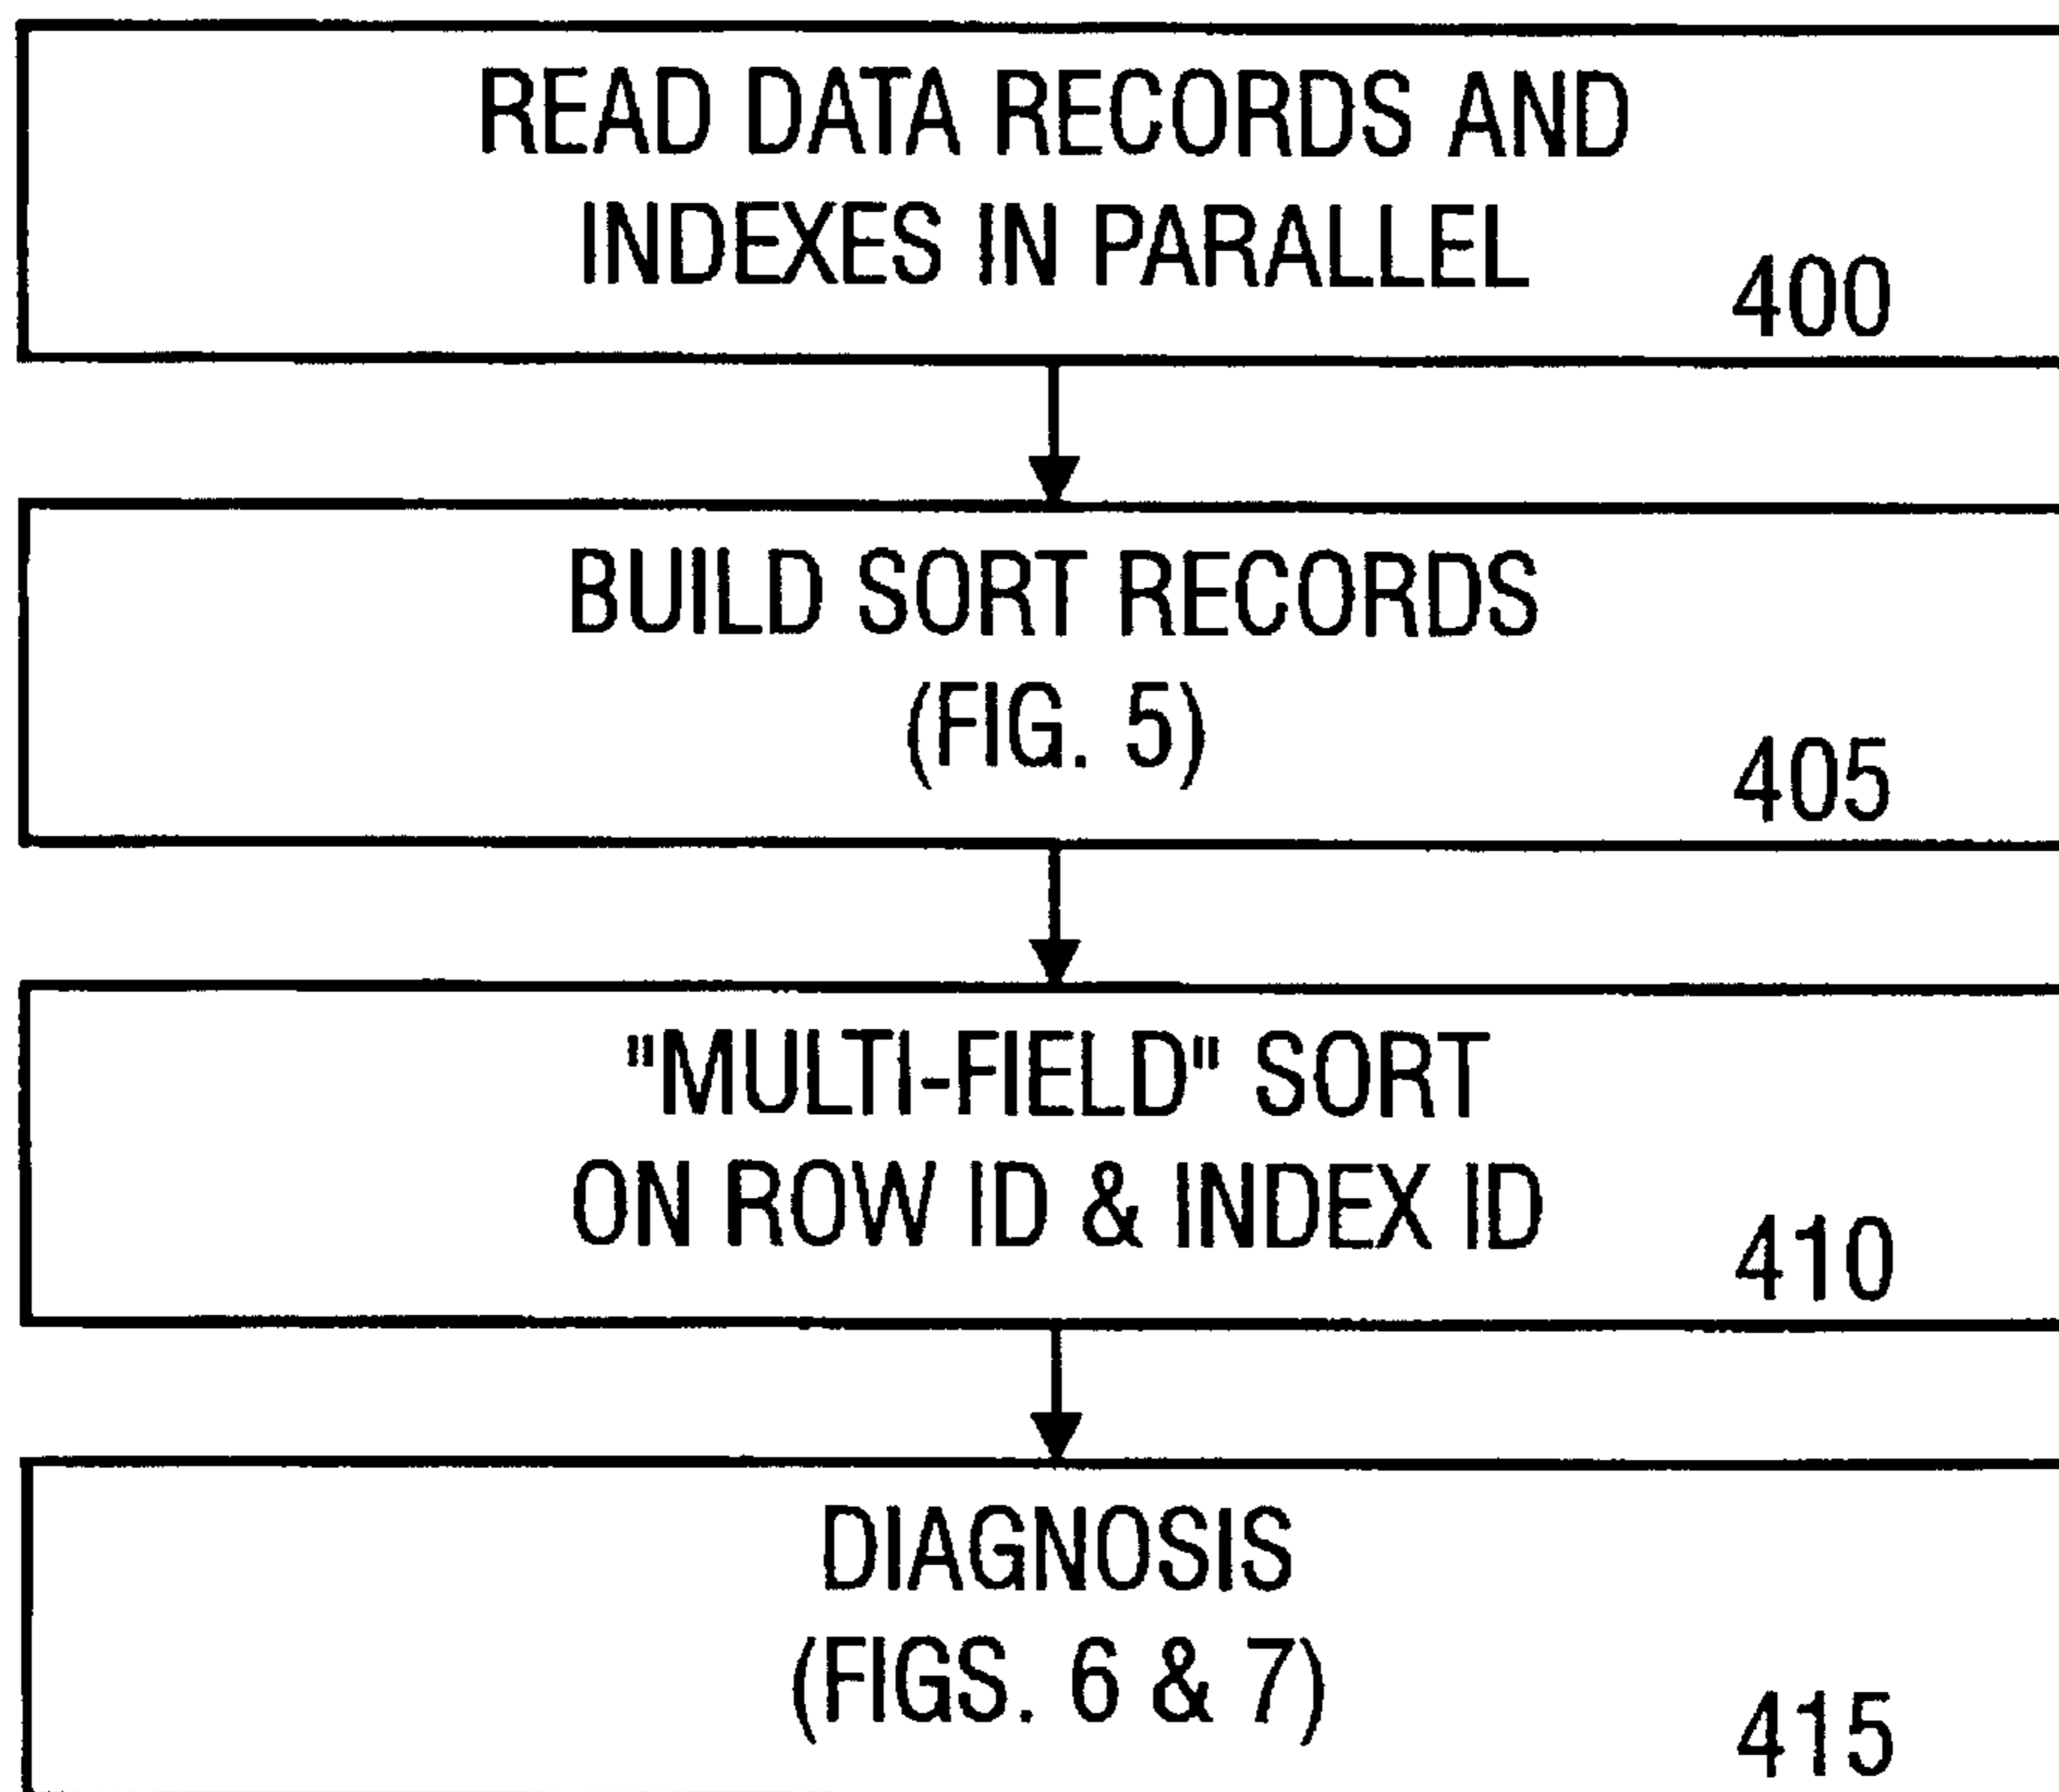 READ DATA RECORDS AND
INDEXES IN PARALLEL
400
BUILD SORT RECORDS
(FIG. 5)
405
"MULTI-FIELD" SORT
ON ROW ID & INDEX ID
410
DIAGNOSIS
(FIGS. 6 & 7)
415